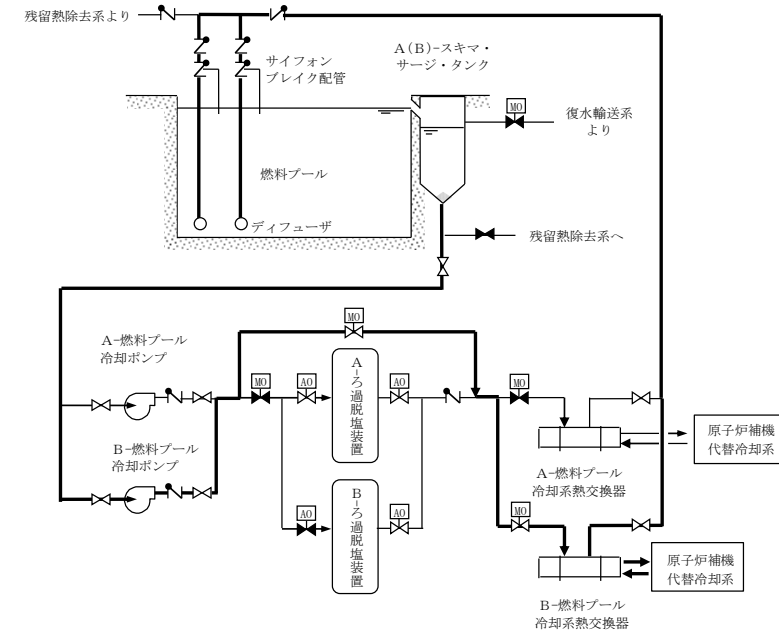 残留熱除去系より
サイフォン
ブレイク配管
A(B)-スキマ・
サージ・タンク
MO
復水輸送系
より
燃料プール
ディフューザ
残留熱除去系へ
MO
A-燃料プール
冷却ポンプ
MO
AO
A-ろ過脱塩装置
AO
MO
原子炉補機
代替冷却系
A-燃料プール
冷却系熱交換器
B-燃料プール
冷却ポンプ
AO
B-ろ過脱塩装置
AO
MO
原子炉補機
代替冷却系
B-燃料プール
冷却系熱交換器